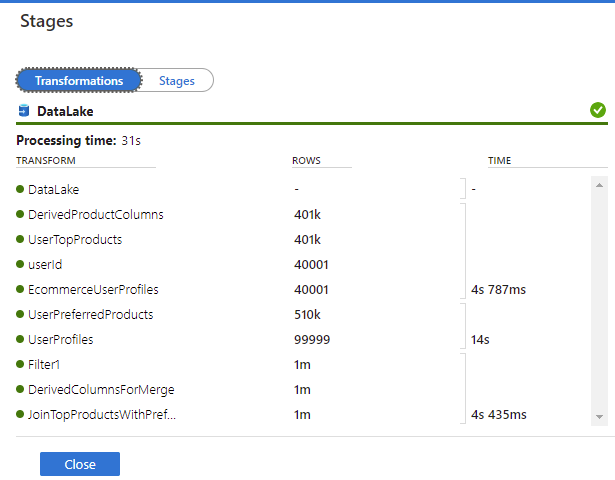 Stages
Transformations Stages
DataLake
Processing time: 31s
TRANSFORM ROWS TIME
DataLake - -
DerivedProductColumns 401k
UserTopProducts 401k
userId 40001
EcommerceUserProfiles 40001 4s 787ms
UserPreferredProducts 510k
UserProfiles 99999 14s
Filter1 1m
DerivedColumnsForMerge 1m
JoinTopProductsWithPref... 1m 4s 435ms
Close